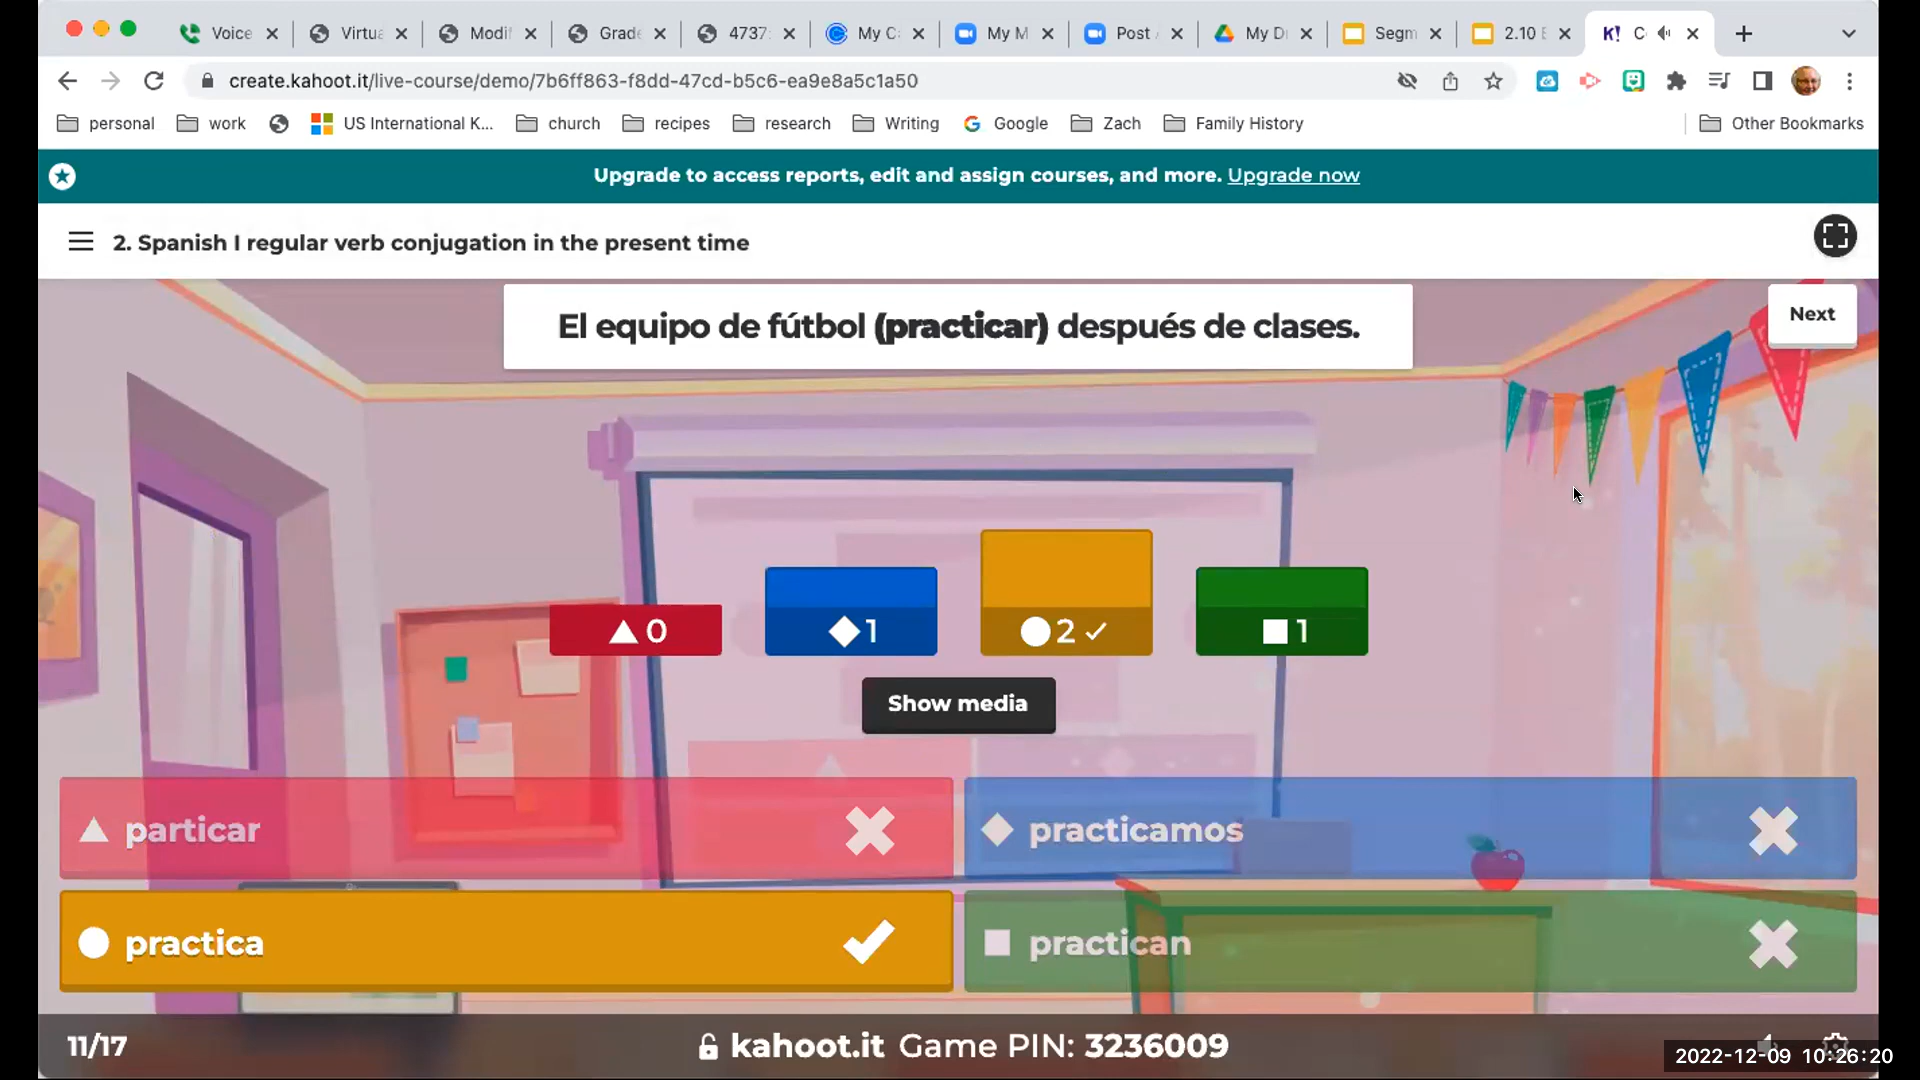 Voice
Virtua
Modif
Grade
4737:
My C
My M
Post
My D
Segm
2.10 E
K! C
create.kahoot.it/live-course/demo/7b6ff863-f8dd-47cd-b5c6-ea9e8a5c1a50
personal work US International K... church recipes research Writing Google Zach Family History Other Bookmarks
Upgrade to access reports, edit and assign courses, and more. Upgrade now
2. Spanish I regular verb conjugation in the present time
El equipo de fútbol (practicar) después de clases.
Next
0
1
2
1
Show media
particar
practicamos
practica
practican
11/17
kahoot.it Game PIN: 3236009
2022-12-09 10:26:20